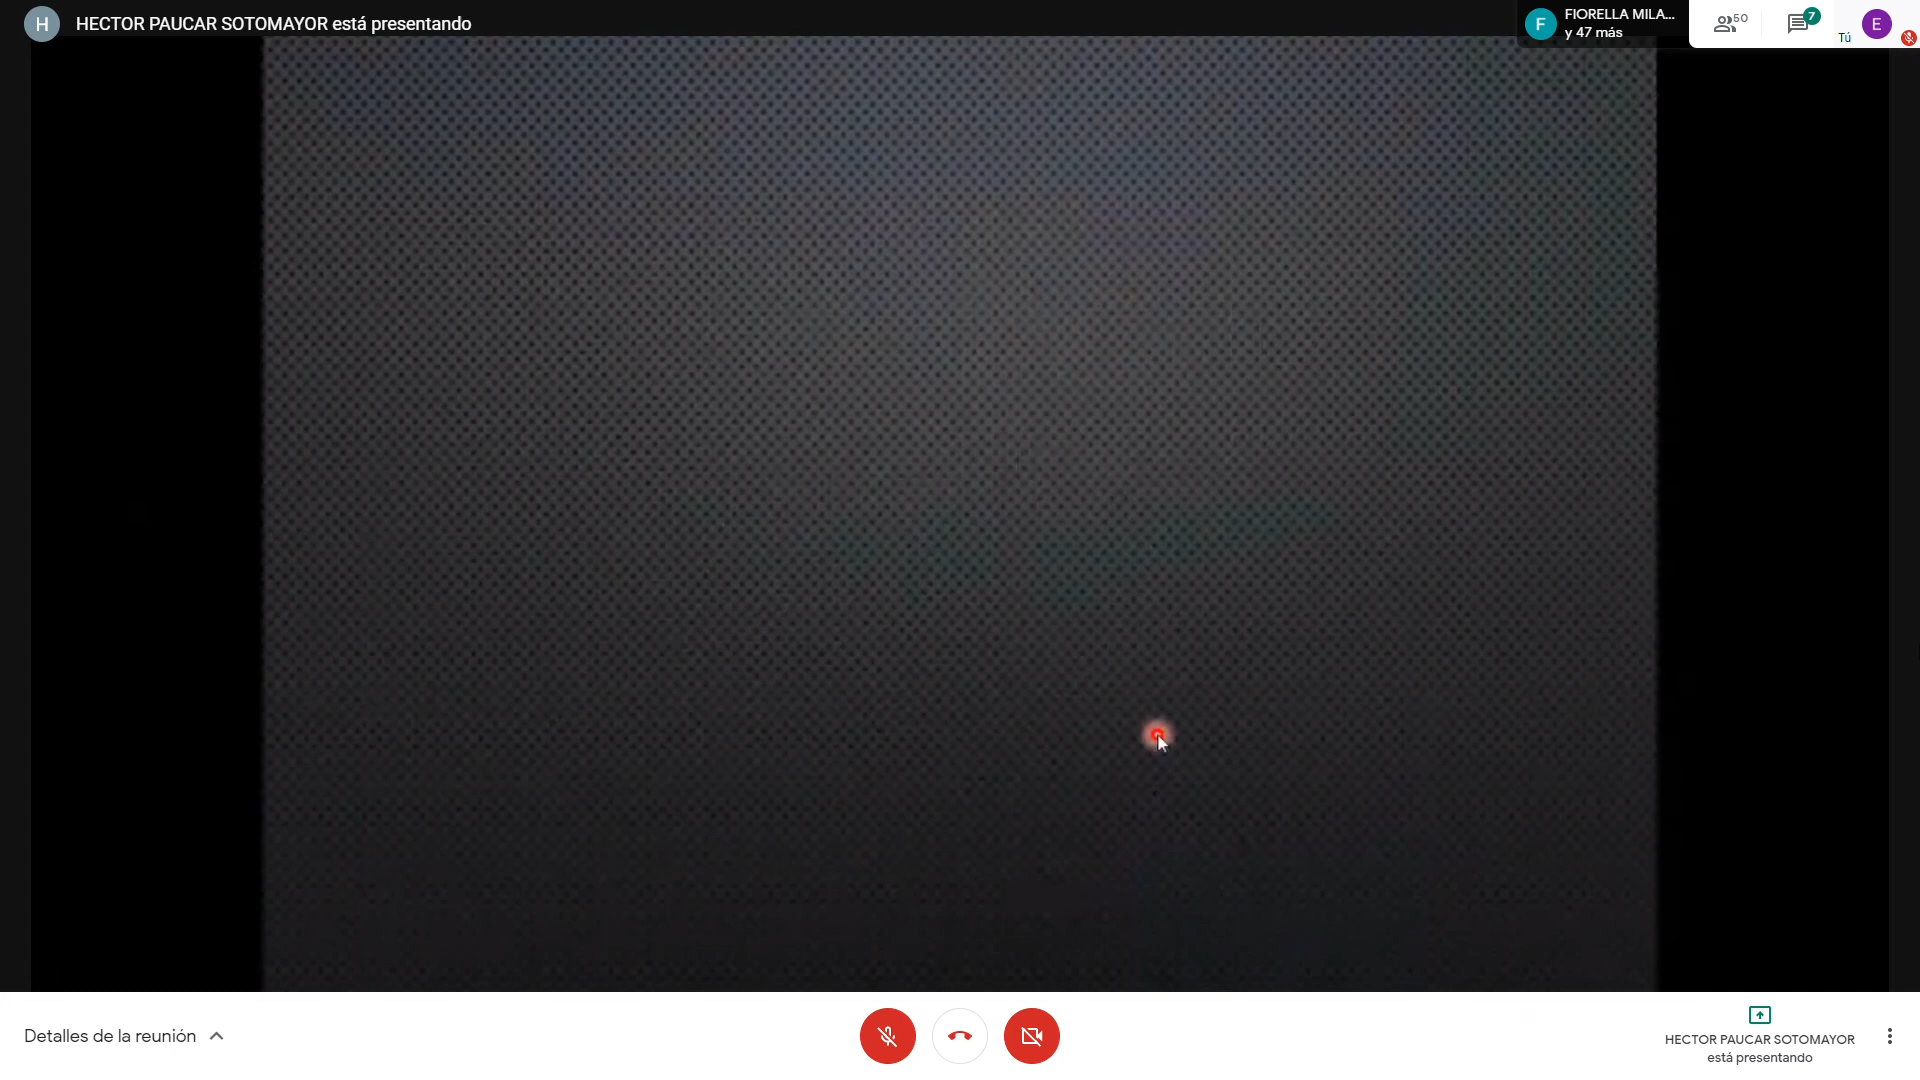 H
HECTOR PAUCAR SOTOMAYOR está presentando
F
FIORELLA MILA...
y 47 más
50
7
Tú
E
Detalles de la reunión
HECTOR PAUCAR SOTOMAYOR
está presentando